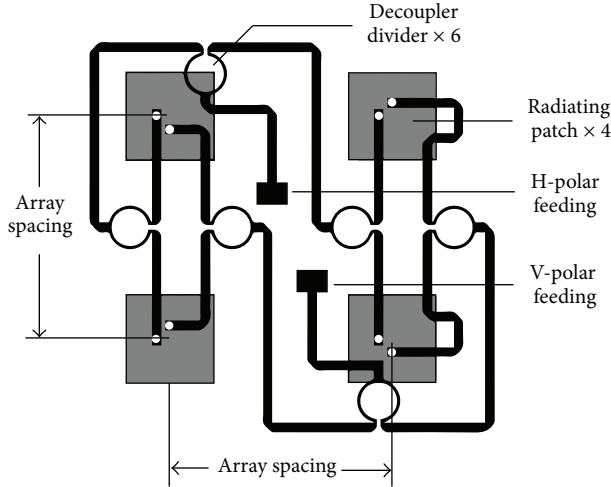 Decoupler
divider × 6
Radiating
patch × 4
H-polar
feeding
Array
spacing
V-polar
feeding
Array spacing